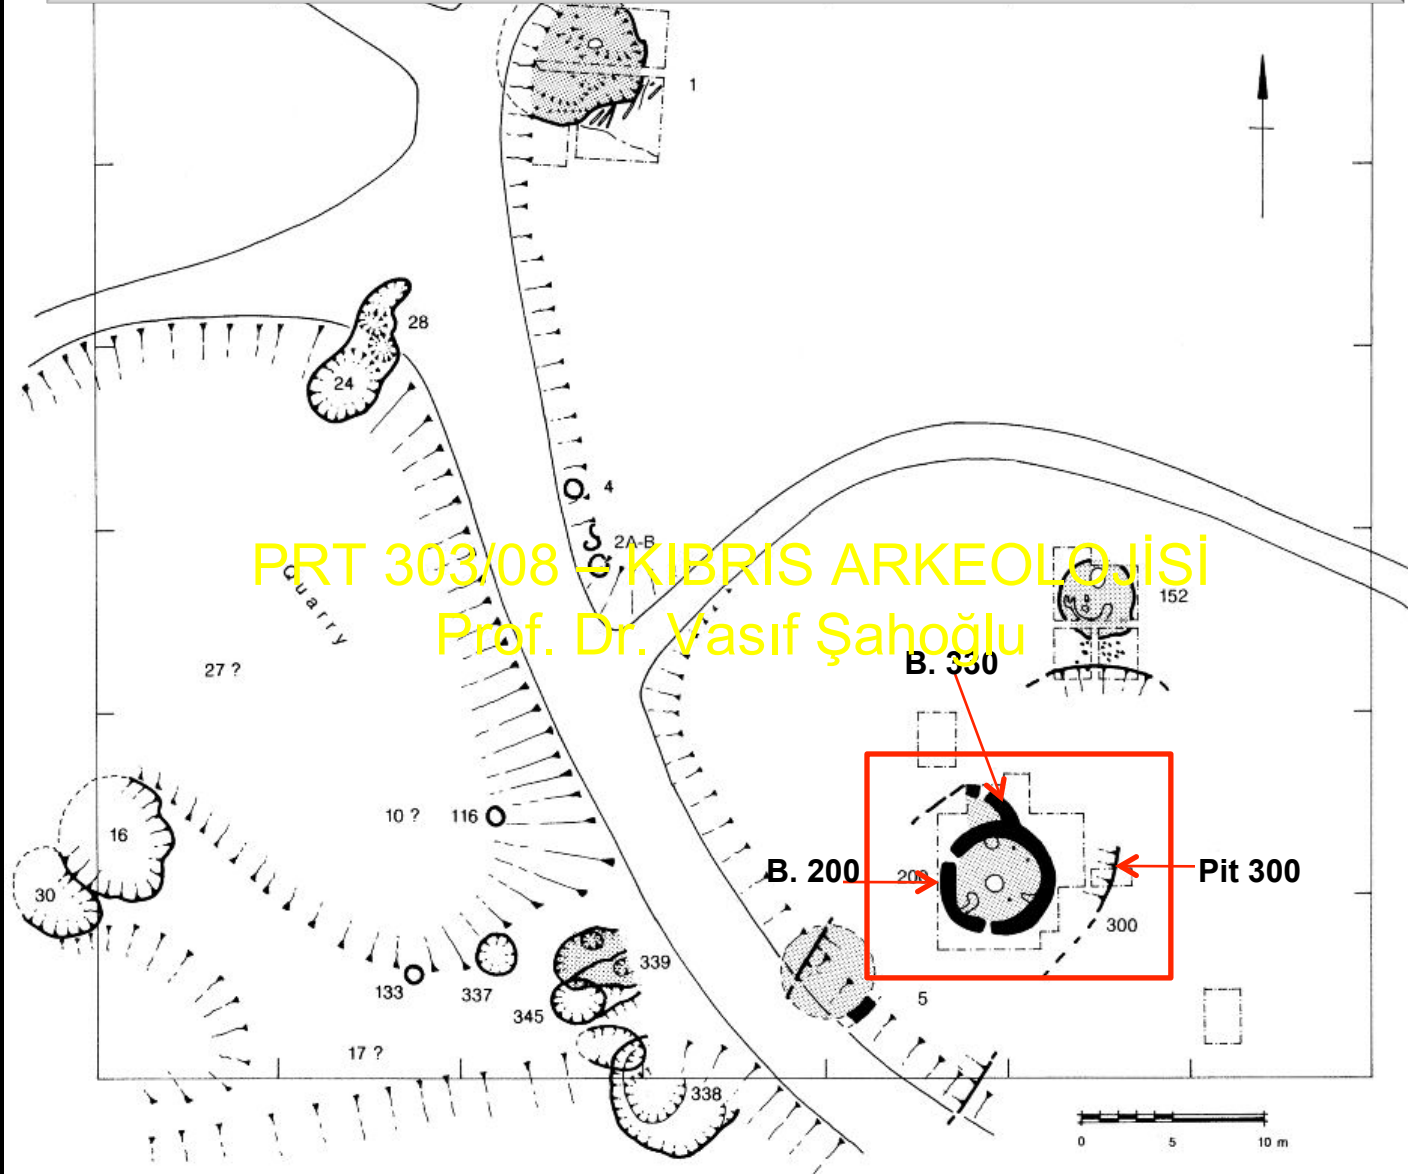 1
28
24
4
2A-B
PRT 303/08 – KIBRIS ARKEOLOJİSİ
Prof. Dr. Vasıf Şahoğlu
Quarry
152
B. 330
27 ?
10 ?
116
16
30
B. 200
200
Pit 300
300
339
133
337
345
5
17 ?
338
0 5 10 m